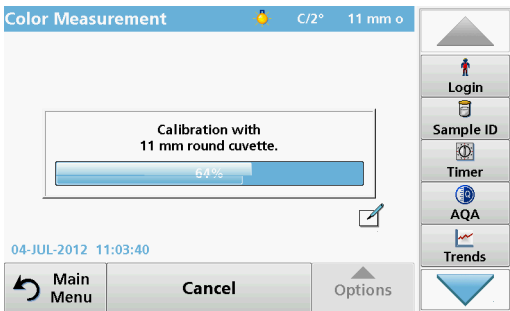 Color Measurement C/2° 11 mm o
Login
Sample ID
Timer
AQA
Trends
Calibration with
11 mm round cuvette.
64%
04-JUL-2012 11:03:40
Main
Menu
Cancel
Options